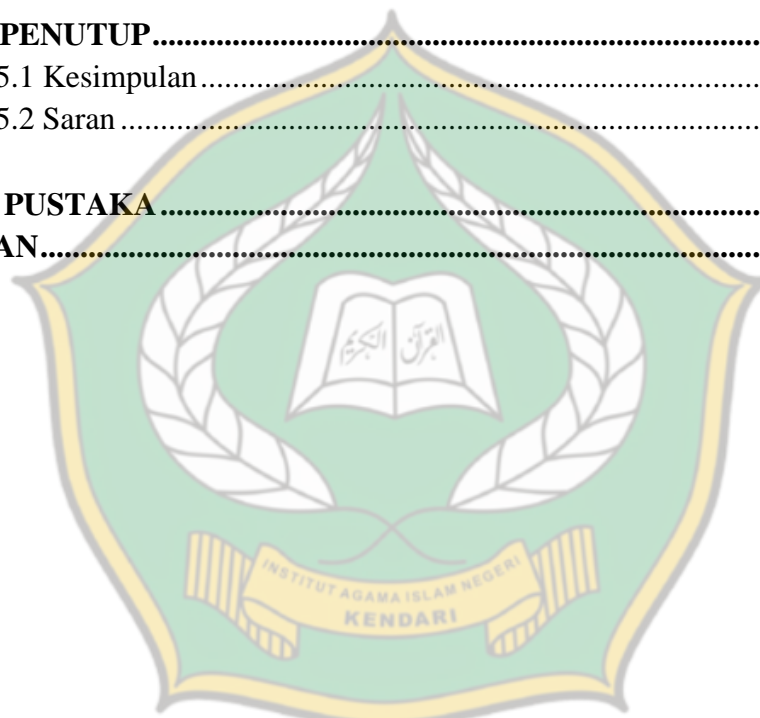 PENUTUP..........................................................................
5.1 Kesimpulan......................................................................
5.2 Saran................................................................................
PUSTAKA..........................................................................
AN..........................................................................................
القرآن الكريم
INSTITUT AGAMA ISLAM NEGERI
KENDARI